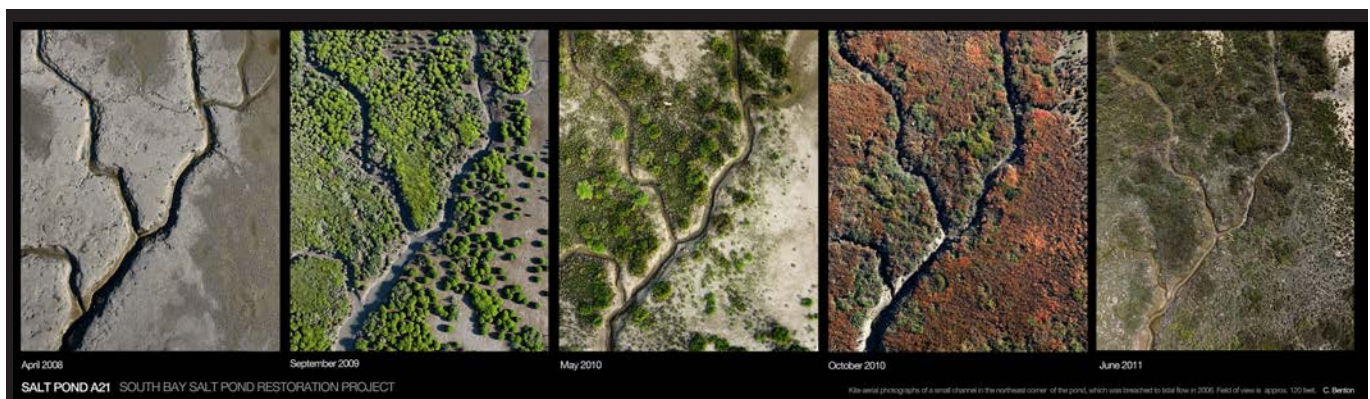 April 2008
September 2009
May 2010
October 2010
June 2011
SALT POND A21 SOUTH BAY SALT POND RESTORATION PROJECT
Kite aerial photographs of a small channel in the northeast corner of the pond, which was breached to tidal flow in 2006. Field of view is approx. 120 feet. C. Benton